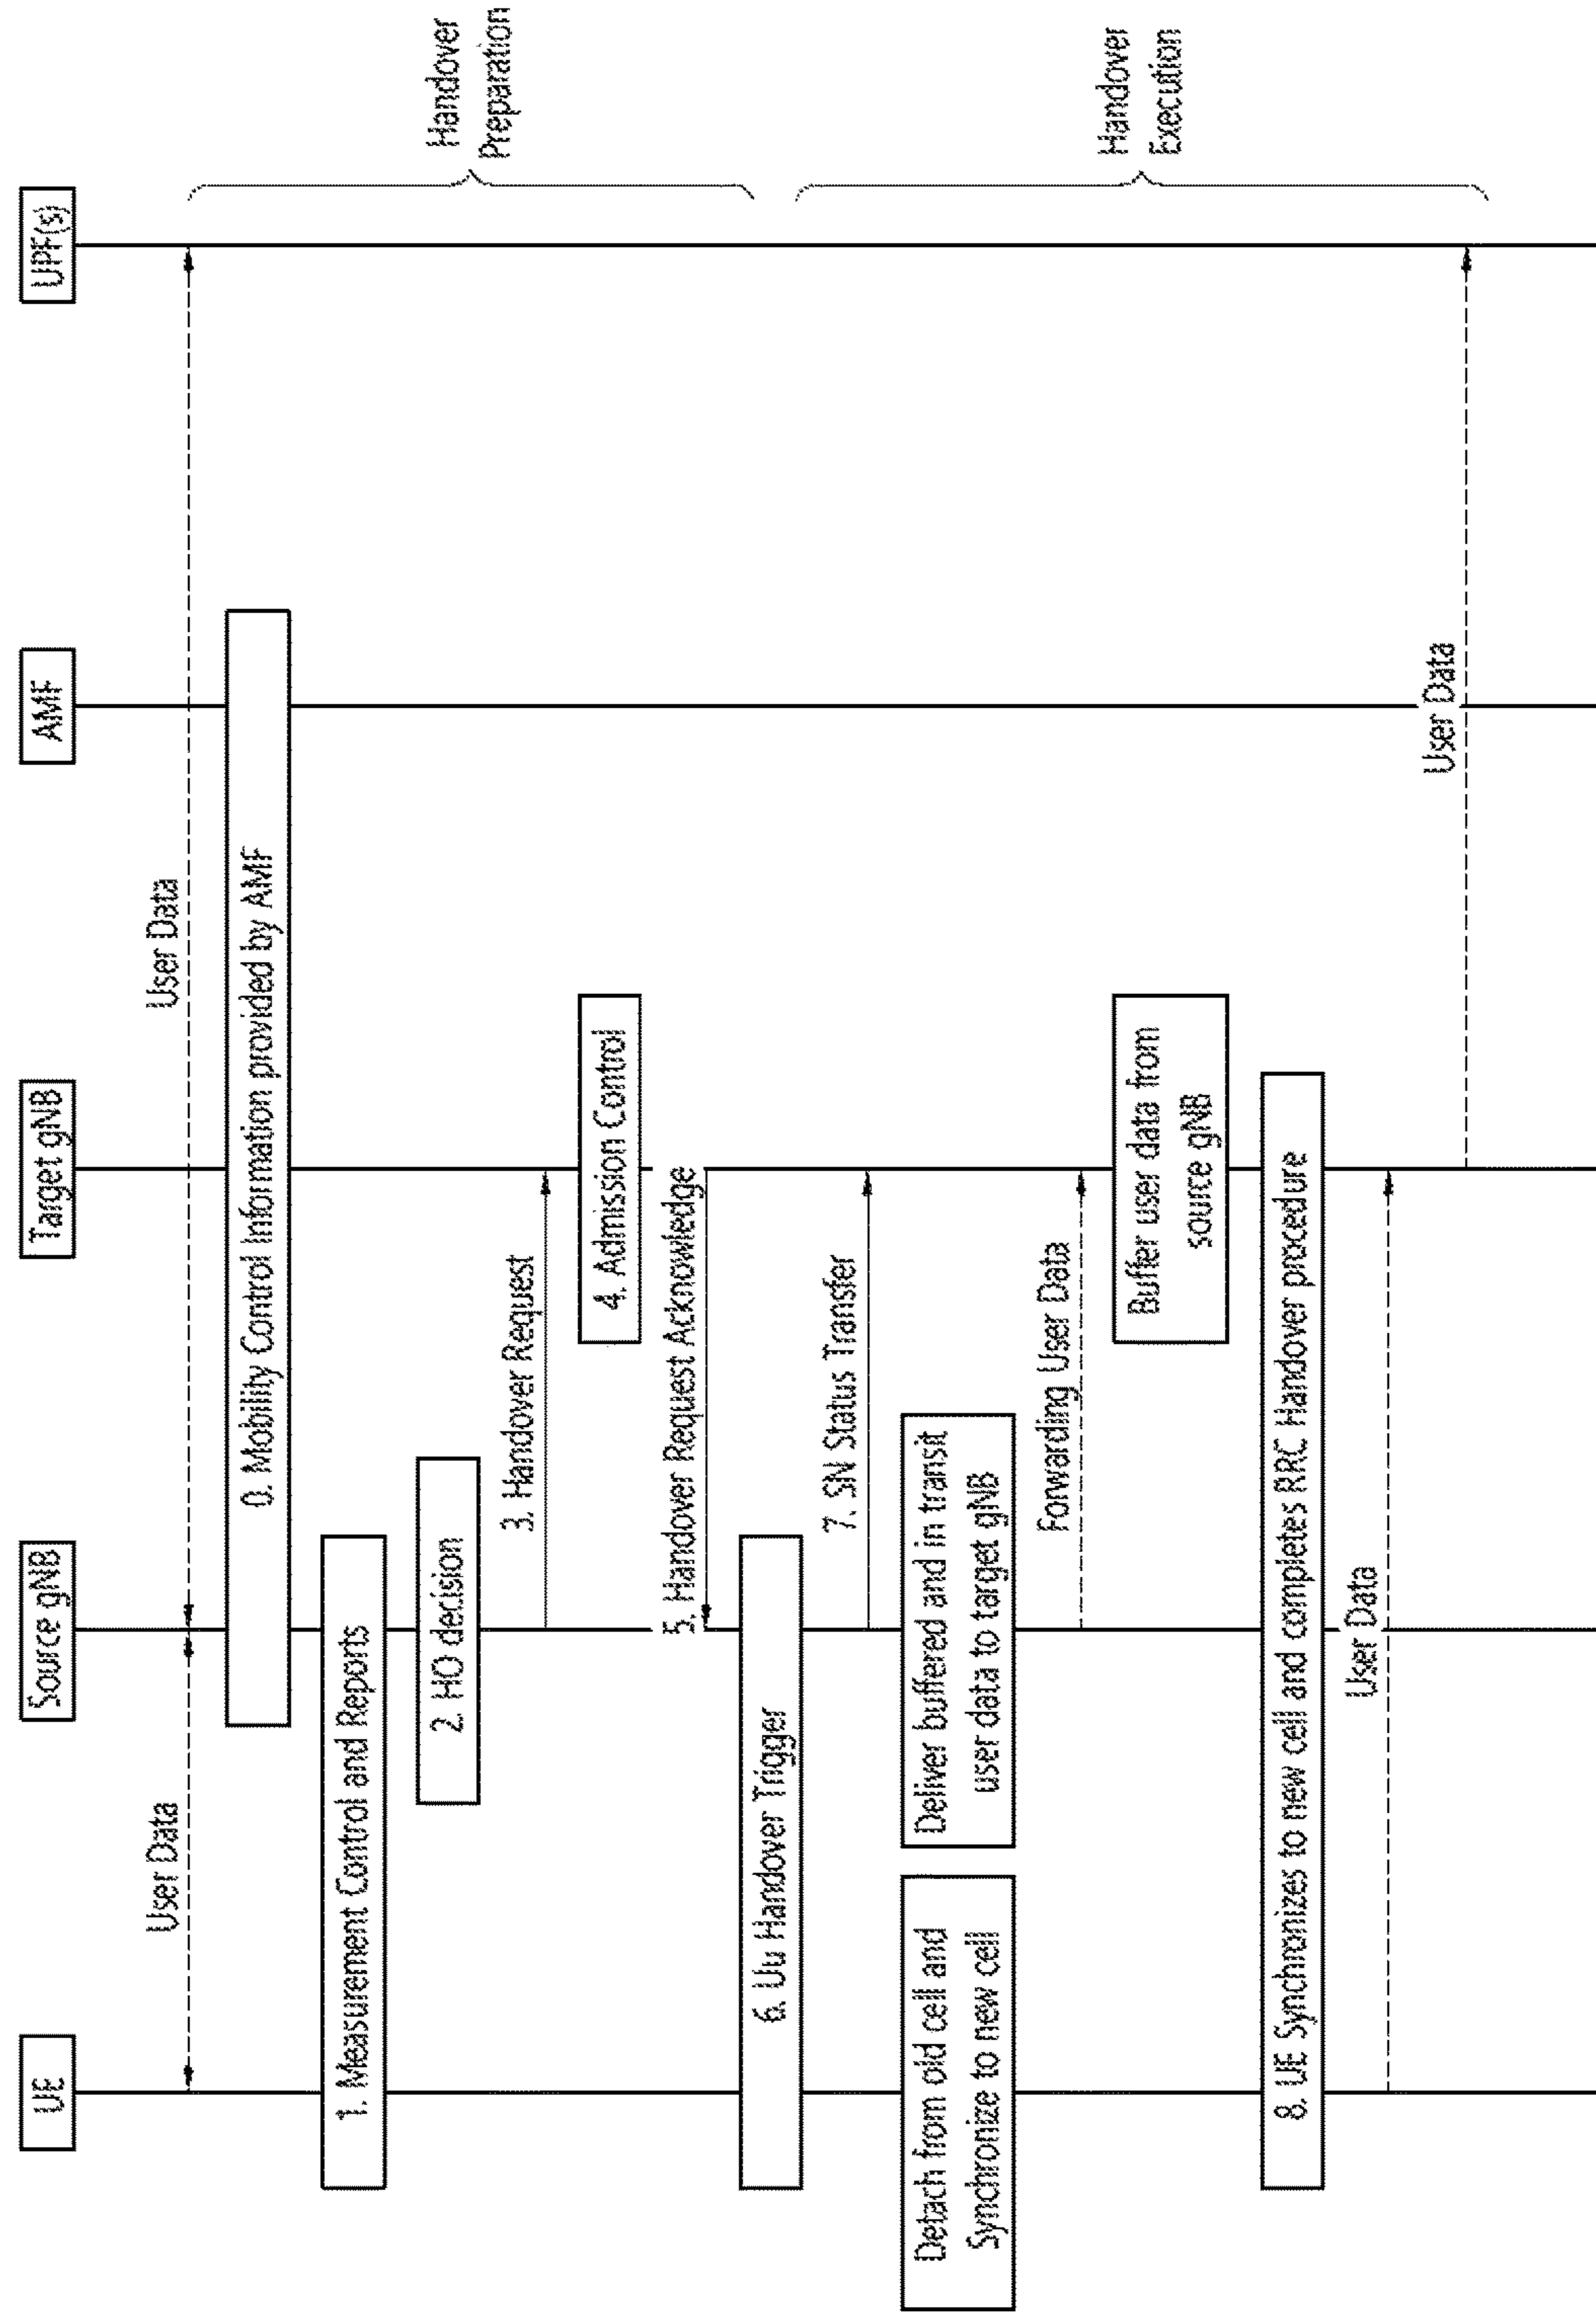 UE
Source gNB
Target gNB
AMF
UPF(s)
User Data
User Data
0. Mobility Control Information provided by AMF
1. Measurement Control and Reports
2. HO decision
3. Handover Request
4. Admission Control
5. Handover Request Acknowledge
6. Uu Handover Trigger
Handover
Preparation
7. SN Status Transfer
Detach from old cell and
Synchronize to new cell
Deliver buffered and in transit
user data to target gNB
Forwarding User Data
Buffer user data from
source gNB
8. UE Synchronizes to new cell and completes RRC Handover procedure
User Data
User Data
Handover
Execution